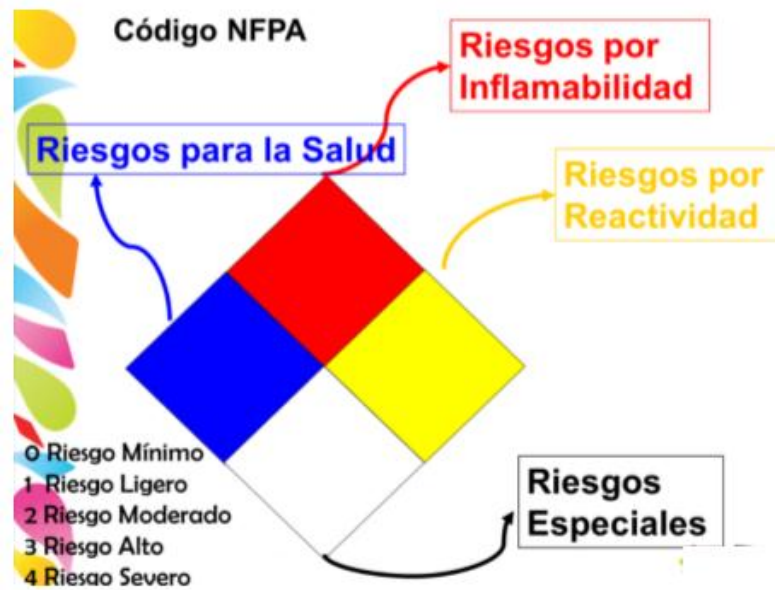 Código NFPA
Riesgos por
Inflamabilidad
Riesgos para la Salud
Riesgos por
Reactividad
0 Riesgo Mínimo
1 Riesgo Ligero
2 Riesgo Moderado
3 Riesgo Alto
4 Riesgo Severo
Riesgos
Especiales